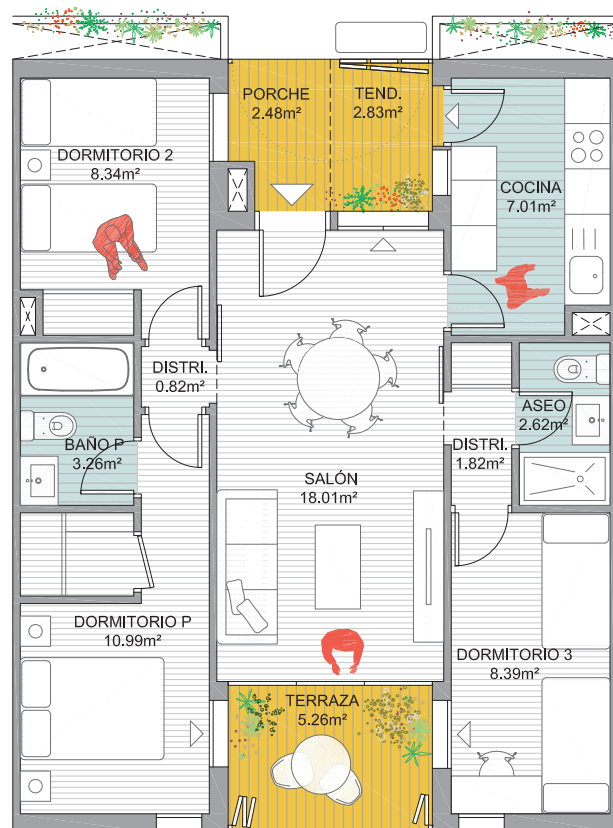 PORCHE
2.48m²
TEND.
2.83m²
DORMITORIO 2
8.34m²
COCINA
7.01m²
DISTRI.
0.82m²
BAÑO P
3.26m²
ASEO
2.62m²
DISTRI.
1.82m²
SALÓN
18.01m²
DORMITORIO P
10.99m²
DORMITORIO 3
8.39m²
TERRAZA
5.26m²